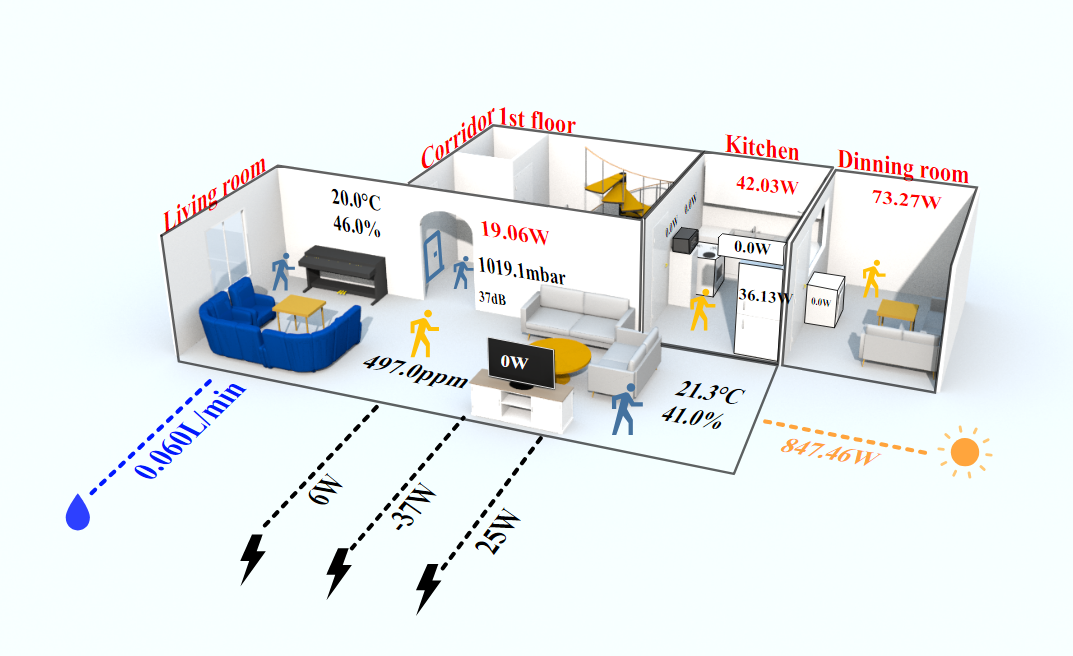 Corridor 1st floor
Kitchen
Dinning room
Living room
42.03W
73.27W
20.0°C
46.0%
19.06W
0.0W
0.0W
0.0W
1019.1mbar
37dB
36.13W
0.0W
0W
497.0ppm
21.3°C
41.0%
0.060L/min
847.46W
6W
-37W
25W